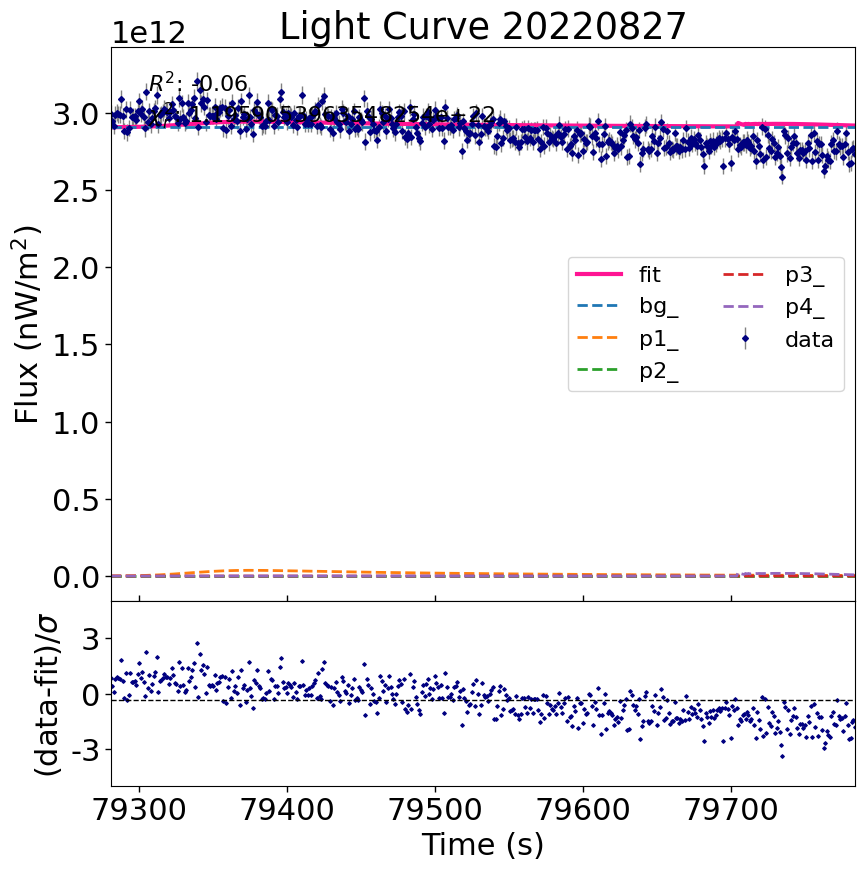 Light Curve 20220827
1e12
R²: -0.06
3.0
2.5
2.0
1.5
1.0
0.5
0.0
Flux (nW/m²)
fit
bg_
p1_
p2_
p3_
p4_
data
3
0
-3
(data-fit)/σ
79300 79400 79500 79600 79700
Time (s)